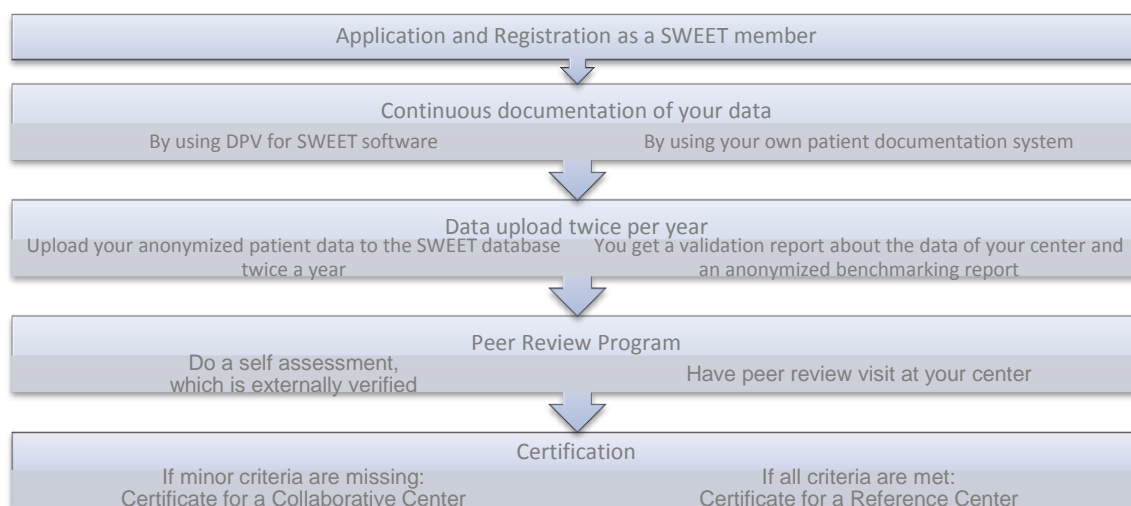 Application and Registration as a SWEET member
Continuous documentation of your data
By using DPV for SWEET software
By using your own patient documentation system
Data upload twice per year
Upload your anonymized patient data to the SWEET database
twice a year
You get a validation report about the data of your center and
an anonymized benchmarking report
Peer Review Program
Do a self assessment,
which is externally verified
Have peer review visit at your center
Certification
If minor criteria are missing:
Certificate for a Collaborative Center
If all criteria are met:
Certificate for a Reference Center